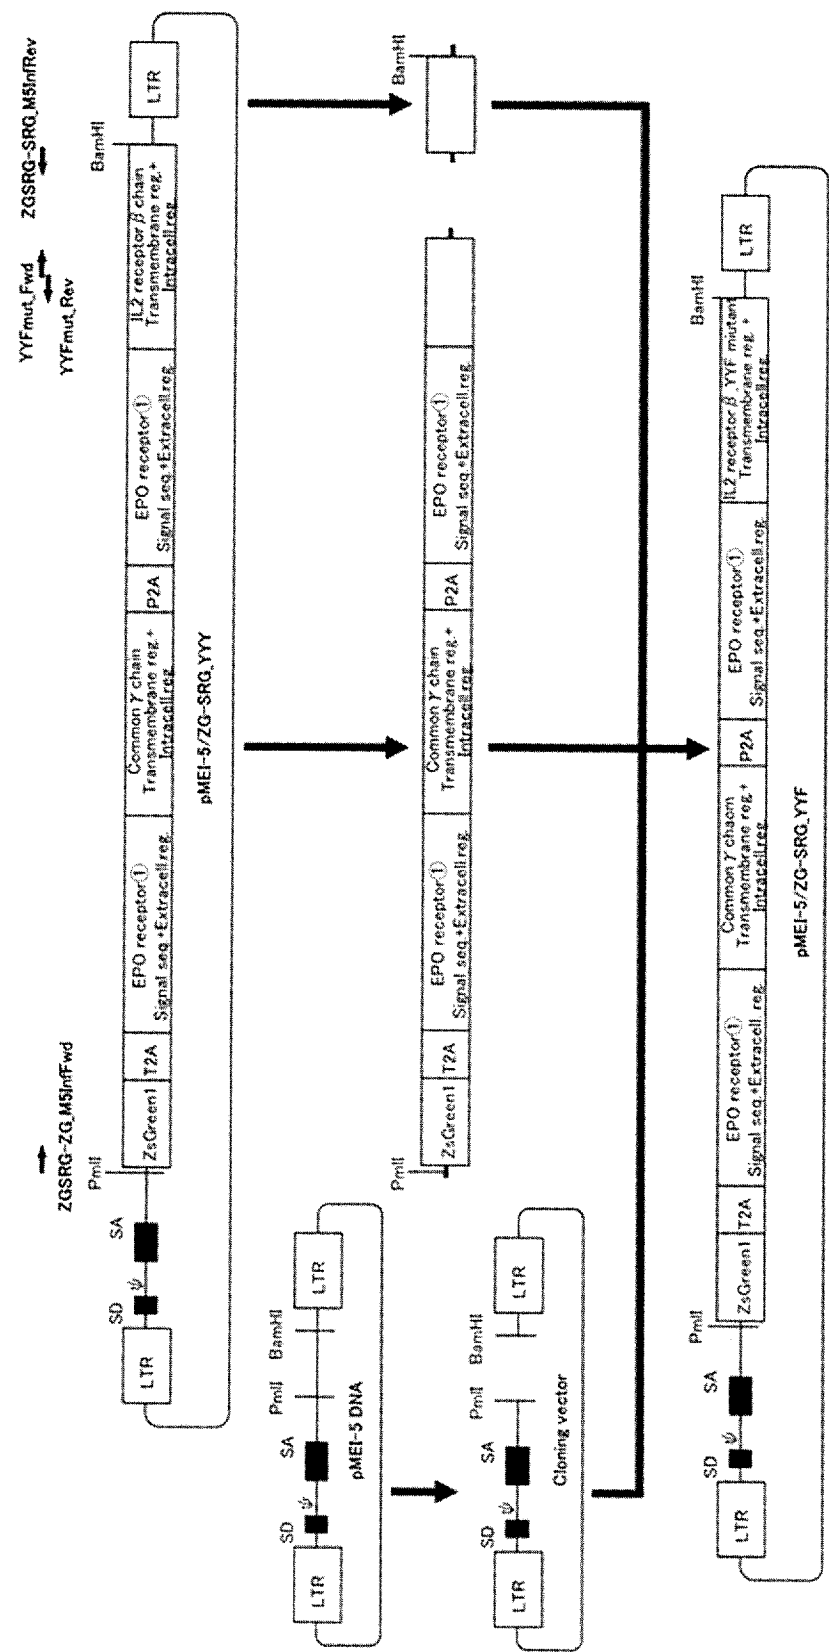 YYFmut_Fwd
YYFmut_Rev
ZGSRG-SRG_M5InfRev
ZGSRG-ZG_M5InfFwd
LTR
SD
ψ
SA
PmlI
ZsGreen1
T2A
EPO receptor①
Signal seq.+Extracell.reg.
Common γ chain
Transmembrane reg.+
Intracell.reg.
P2A
EPO receptor①
Signal seq.+Extracell.reg.
IL2 receptor β chain
Transmembrane reg.+
Intracell.reg.
BamHI
LTR
pMEI-5/ZG-SRG_YYY
LTR
SD
ψ
SA
PmlI
BamHI
LTR
pMEI-5 DNA
PmlI
ZsGreen1
T2A
EPO receptor①
Signal seq.+Extracell.reg.
Common γ chain
Transmembrane reg.+
Intracell.reg.
P2A
EPO receptor①
Signal seq.+Extracell.reg.
BamHI
LTR
SD
ψ
SA
PmlI
BamHI
LTR
Cloning vector
LTR
SD
ψ
SA
PmlI
ZsGreen1
T2A
EPO receptor①
Signal seq.+Extracell. reg.
Common γ chaom
Transmembrane reg.+
Intracell.reg.
P2A
EPO receptor①
Signal seq.+Extracell.reg.
IL2 receptor β_YYF miutant
Transmembrane reg. +
Intracell.reg.
BamHI
LTR
pMEI-5/ZG-SRG_YYF